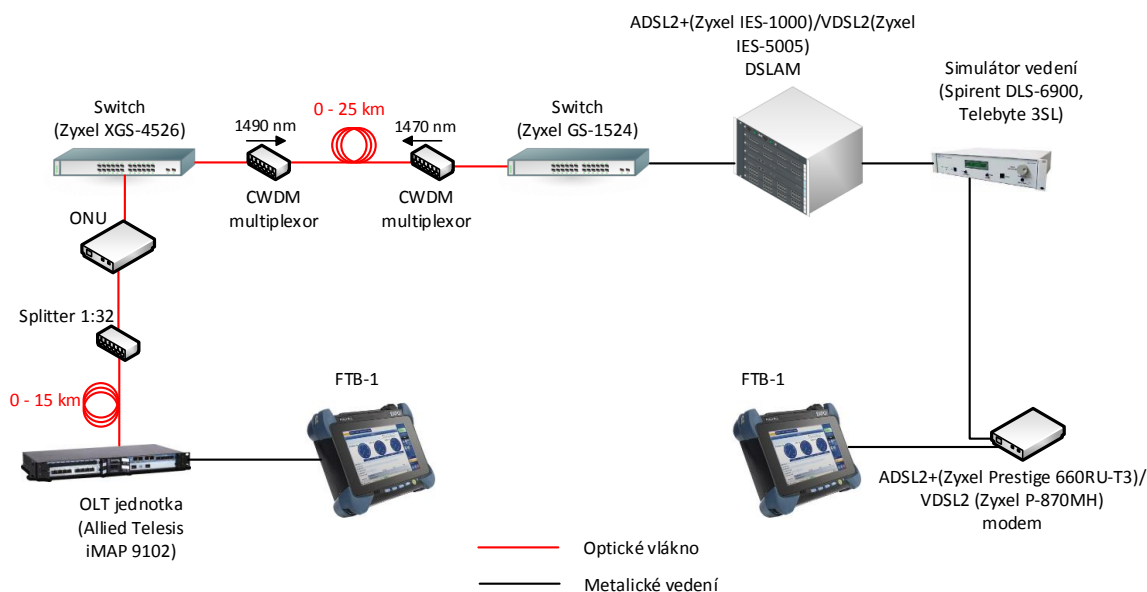 ADSL2+(Zyxel IES-1000)/VDSL2(Zyxel
IES-5005)
DSLAM
Simulátor vedení
(Spirent DLS-6900,
Telebyte 3SL)
Switch
(Zyxel XGS-4526)
1490 nm
0 - 25 km
1470 nm
Switch
(Zyxel GS-1524)
CWDM
multiplexor
CWDM
multiplexor
ONU
Splitter 1:32
0 - 15 km
FTB-1
FTB-1
OLT jednotka
(Allied Telesis
iMAP 9102)
ADSL2+(Zyxel Prestige 660RU-T3)/
VDSL2 (Zyxel P-870MH)
modem
Optické vlákno
Metalické vedení